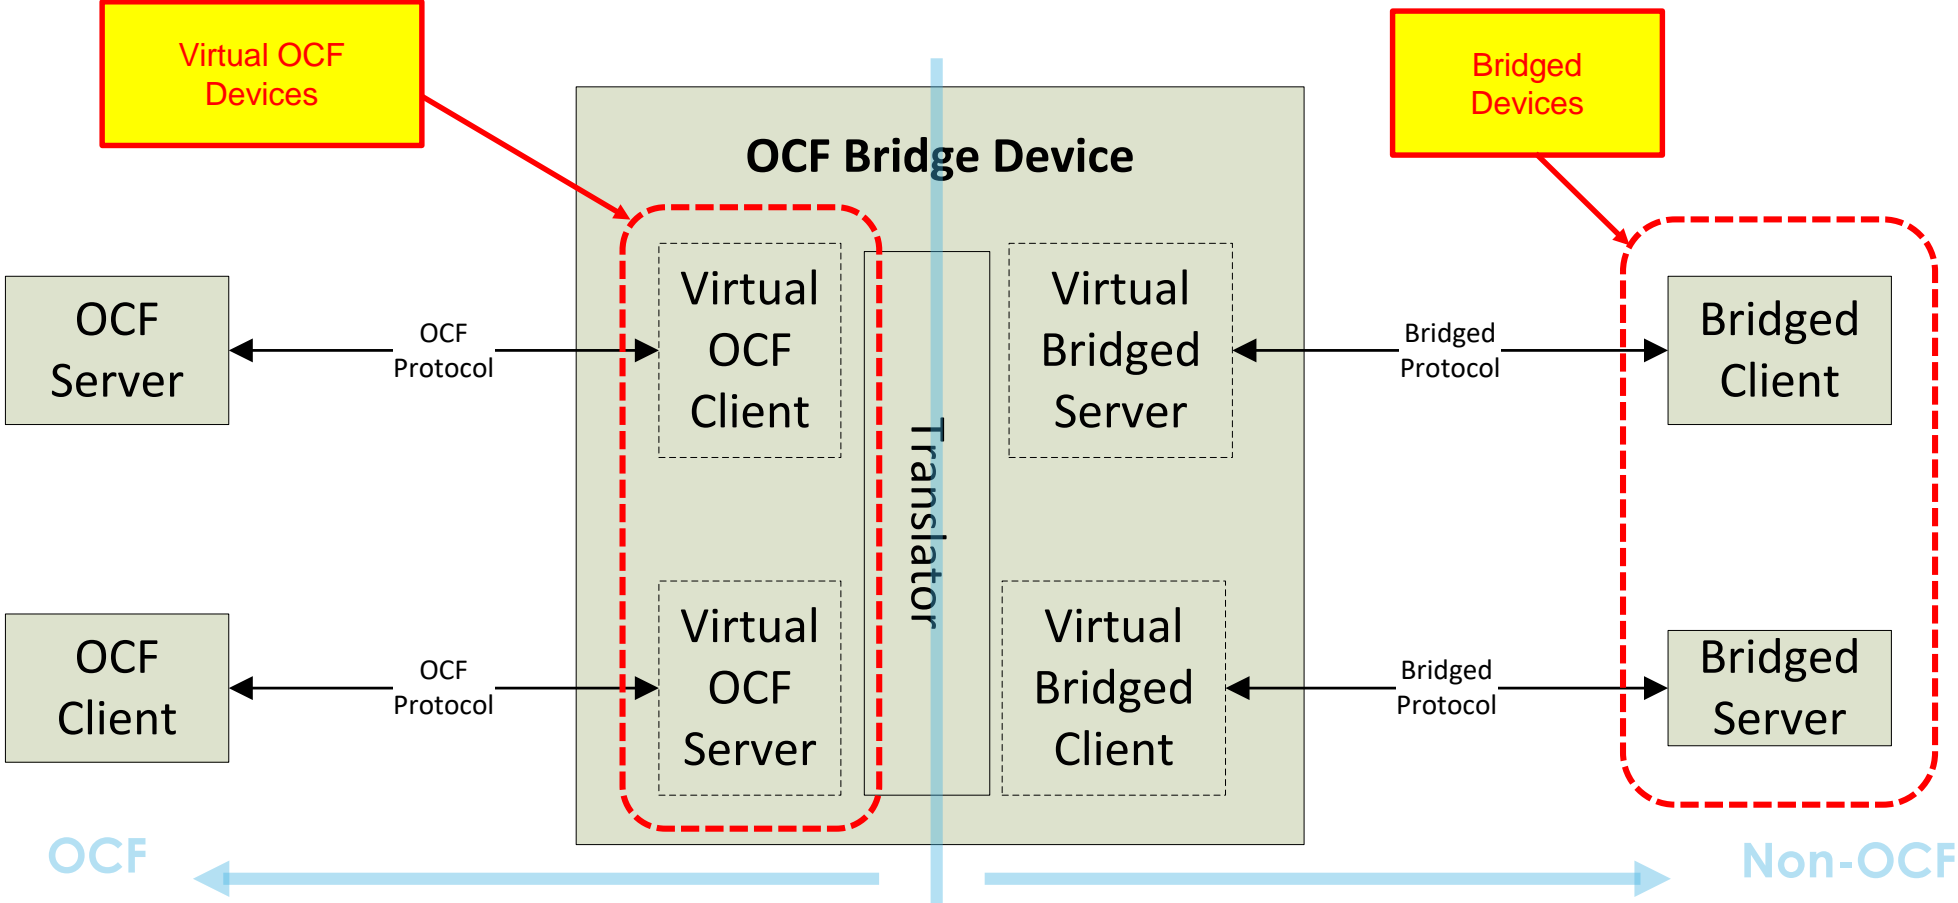 Virtual OCF
Devices
Bridged
Devices
OCF Bridge Device
OCF
Server
OCF
Protocol
Virtual
OCF
Client
Translator
Virtual
Bridged
Server
Bridged
Protocol
Bridged
Client
OCF
Client
OCF
Protocol
Virtual
OCF
Server
Virtual
Bridged
Client
Bridged
Protocol
Bridged
Server
OCF
Non-OCF